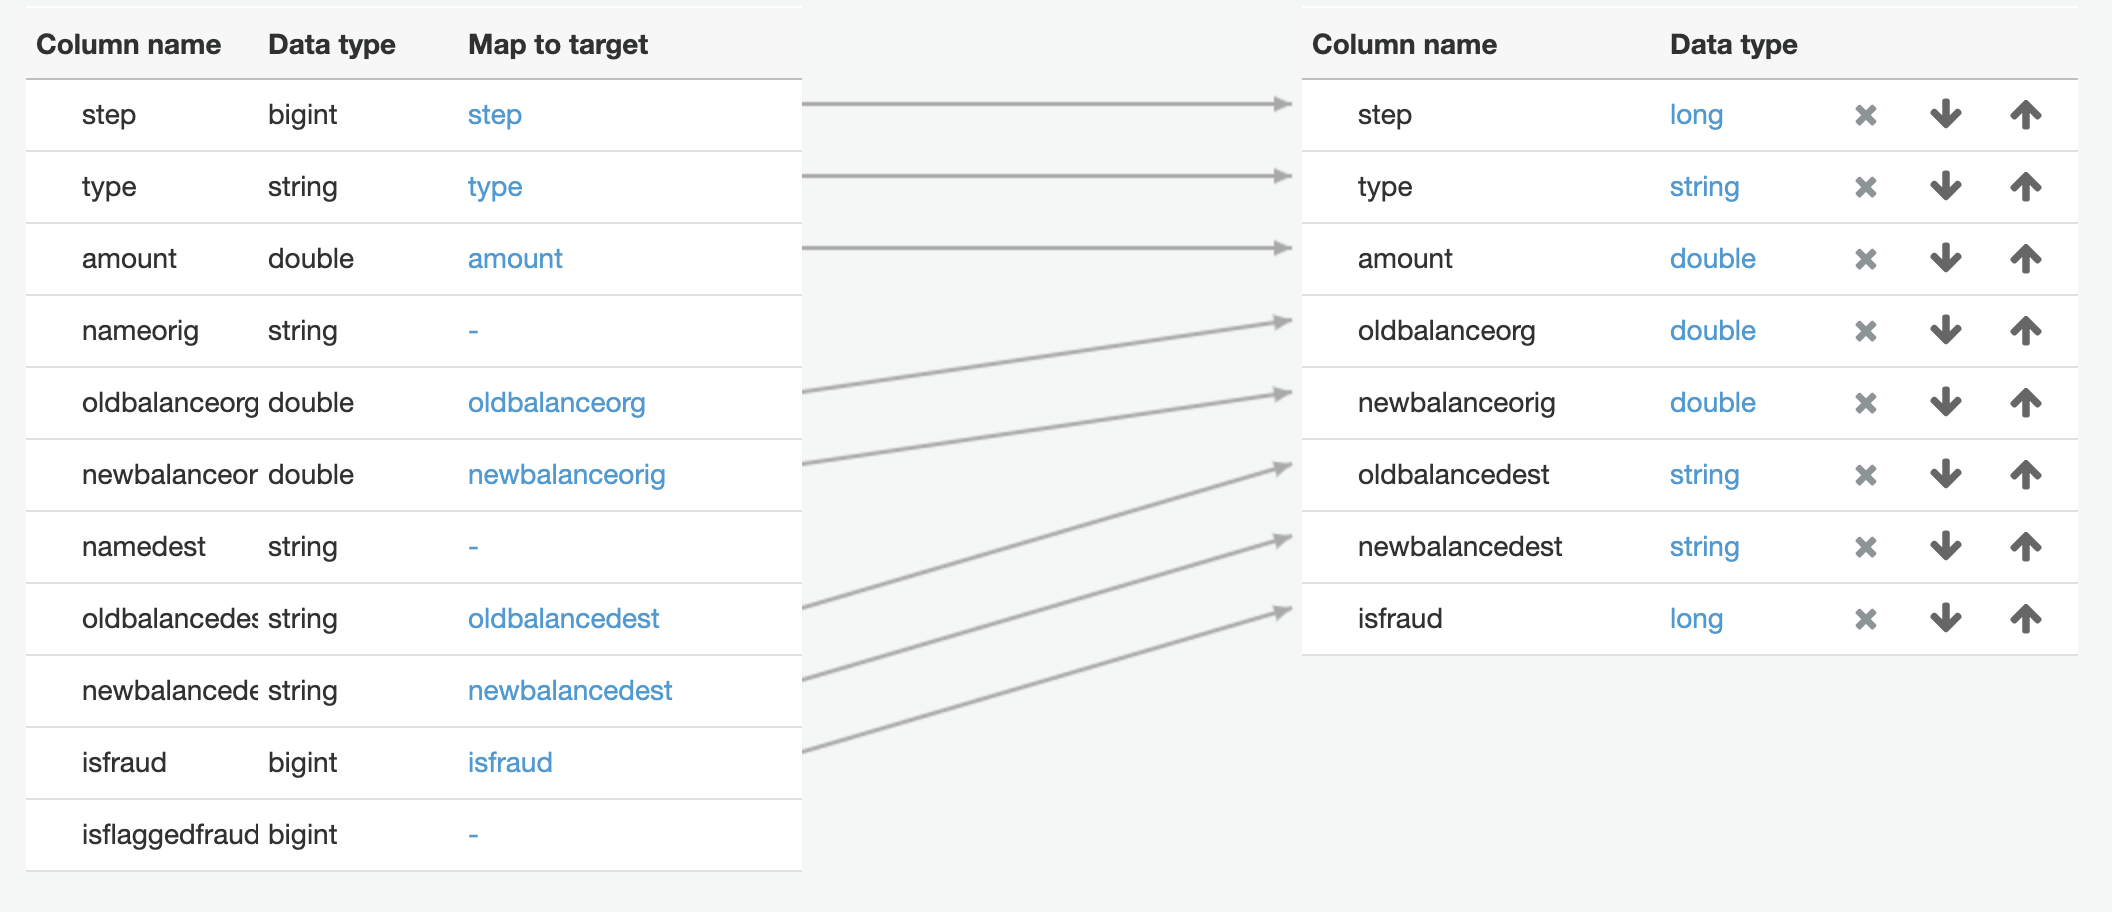 Column name Data type Map to target
step bigint step
type string type
amount double amount
nameorig string -
oldbalanceorg double oldbalanceorg
newbalanceor double newbalanceorig
namedest string -
oldbalancedes string oldbalancedest
newbalancede string newbalancedest
isfraud bigint isfraud
isflaggedfraud bigint -
Column name Data type
step long
type string
amount double
oldbalanceorg double
newbalanceorig double
oldbalancedest string
newbalancedest string
isfraud long